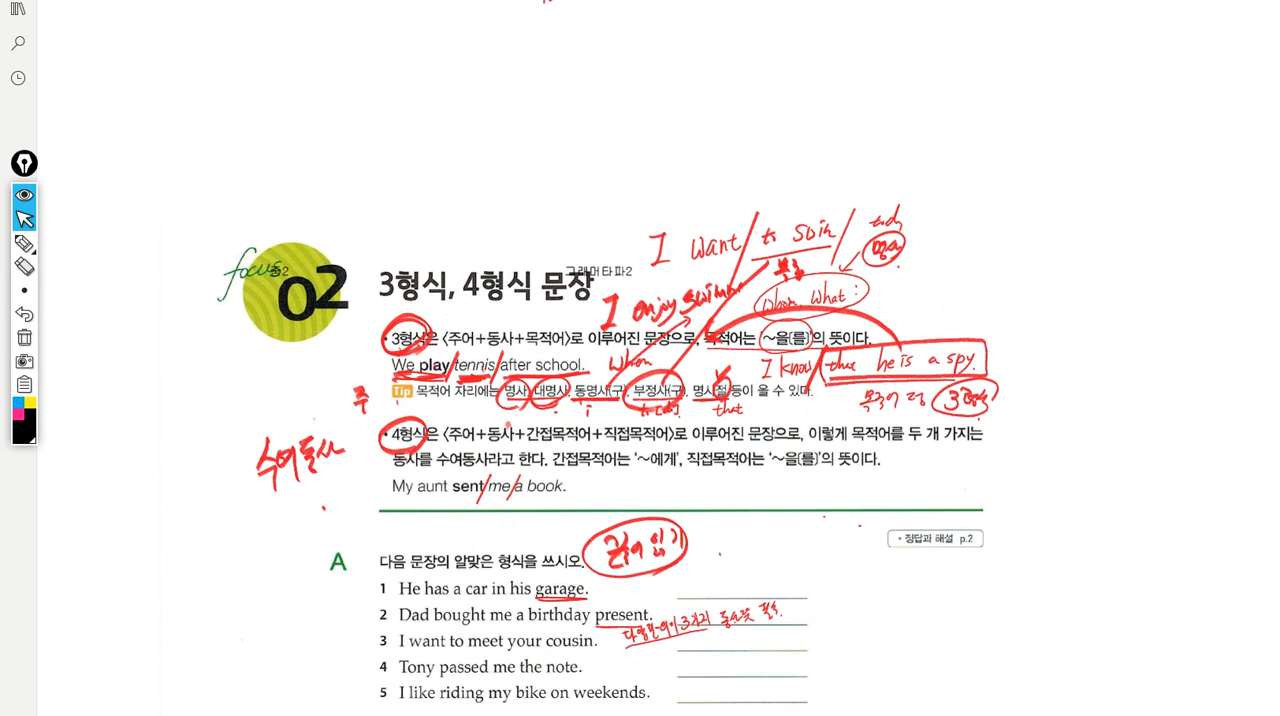 I want / to swim /
명사
focus 중2
02
그래머타파2
3형식, 4형식 문장
I enjoy swimming
whom what:
• 3형식은 〈주어+동사+목적어〉로 이루어진 문장으로, 목적어는 '~을(를)'의 뜻이다.
We play/tennis/after school.
I know / that he is a spy.
Tip 목적어 자리에는 명사, 대명사, 동명사(구), 부정사(구), 명사절 등이 올 수 있다.
주
that
3형식
• 4형식은 〈주어+동사+간접목적어+직접목적어〉로 이루어진 문장으로, 이렇게 목적어를 두 개 가지는
수여동사
동사를 수여동사라고 한다. 간접목적어는 '~에게', 직접목적어는 '~을(를)'의 뜻이다.
My aunt sent/me/a book.
• 정답과 해설 p.2
끊어 읽기
A 다음 문장의 알맞은 형식을 쓰시오.
1 He has a car in his garage.
2 Dad bought me a birthday present.
3 I want to meet your cousin.
4 Tony passed me the note.
5 I like riding my bike on weekends.